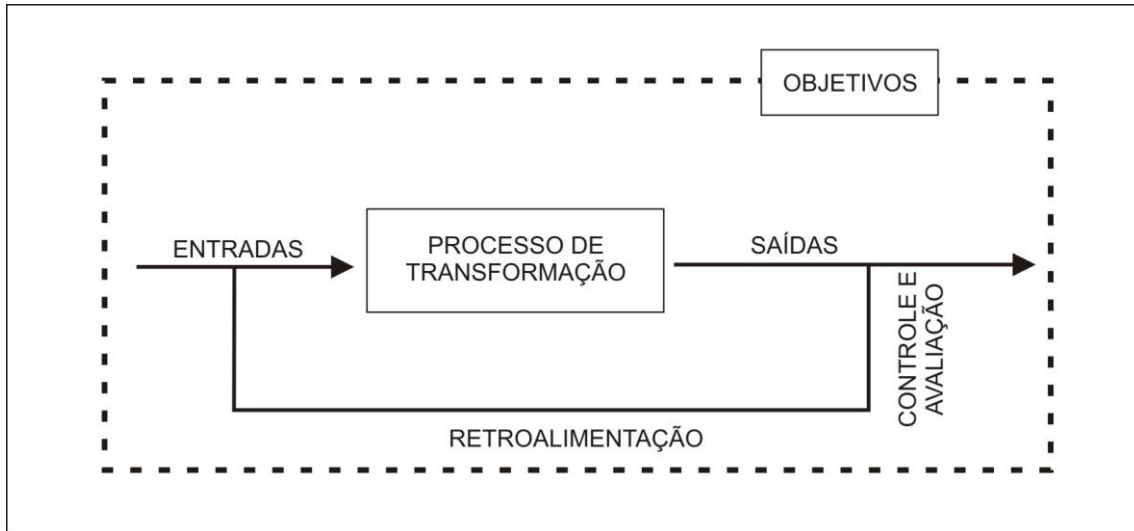 OBJETIVOS
ENTRADAS
PROCESSO DE
TRANSFORMAÇÃO
SAÍDAS
CONTROLE E
AVALIAÇÃO
RETROALIMENTAÇÃO